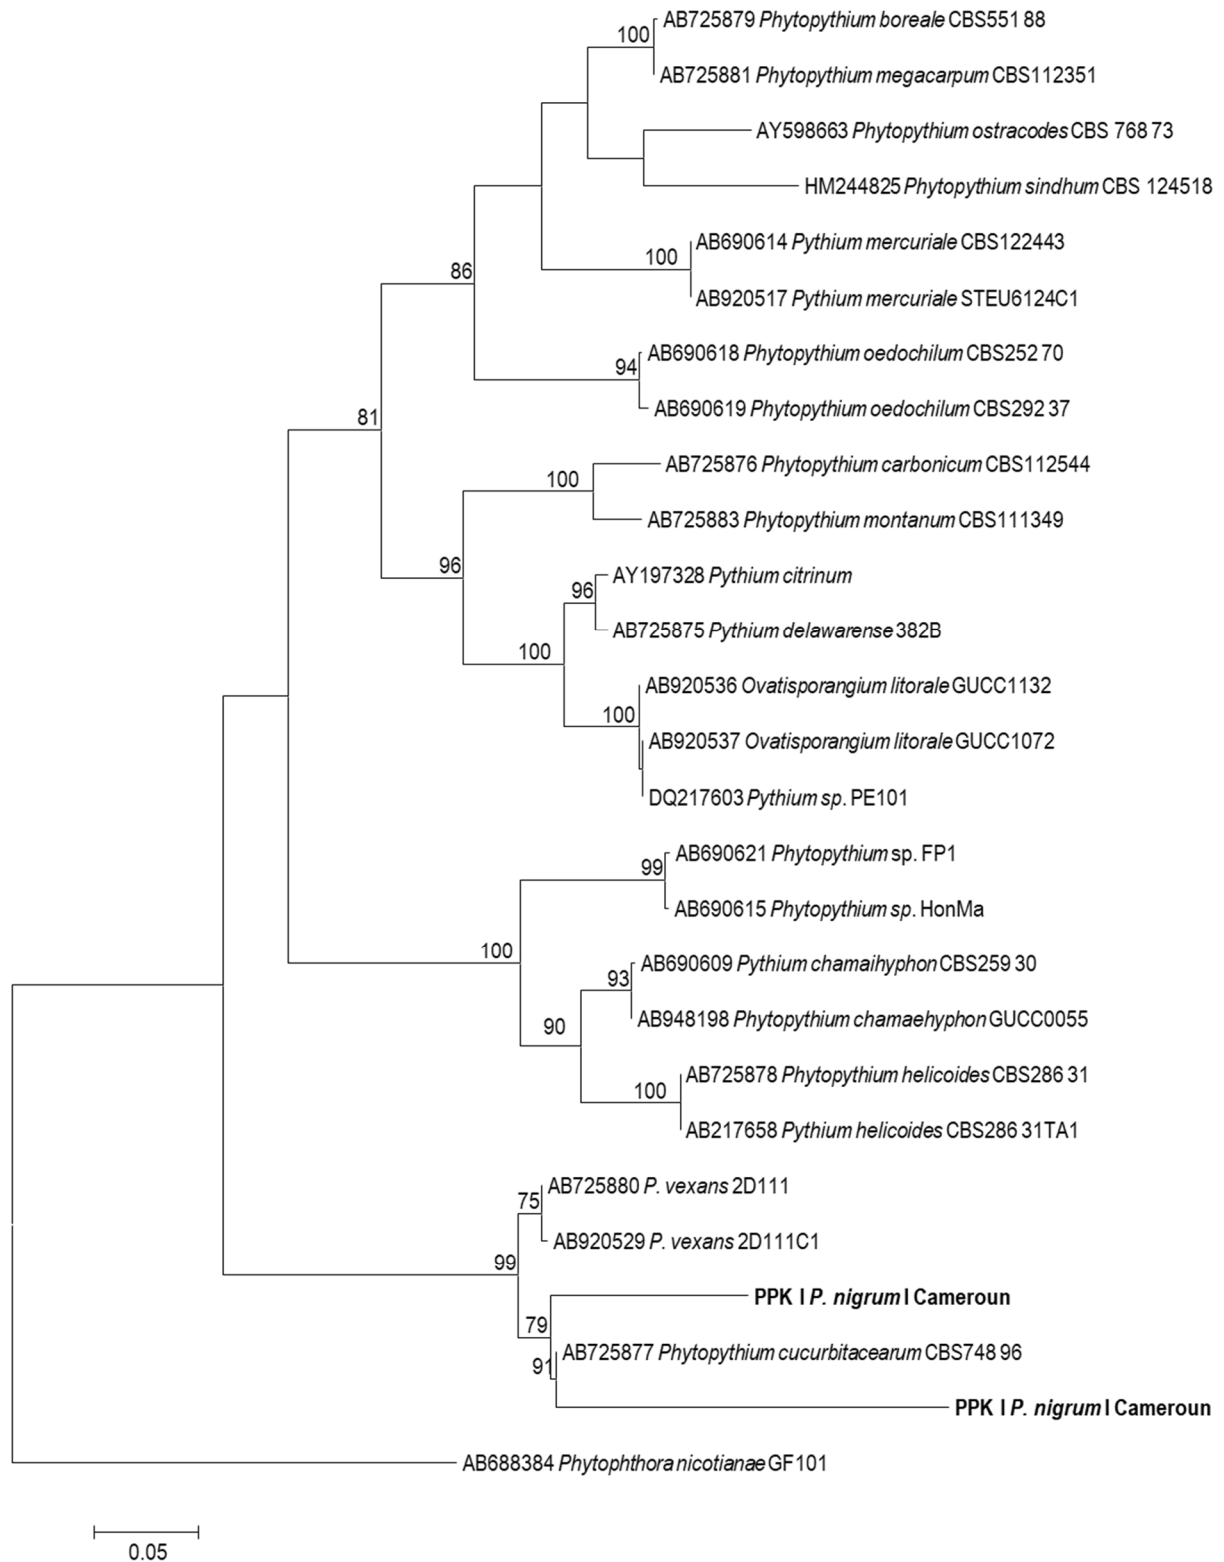 AB725879 Phytopythium boreale CBS551 88
100
AB725881 Phytopythium megacarpum CBS112351
AY598663 Phytopythium ostracodes CBS 768 73
HM244825 Phytopythium sindhum CBS 124518
AB690614 Pythium mercuriale CBS122443
100
86
AB920517 Pythium mercuriale STEU6124C1
AB690618 Phytopythium oedochilum CBS252 70
94
AB690619 Phytopythium oedochilum CBS292 37
81
AB725876 Phytopythium carbonicum CBS112544
100
AB725883 Phytopythium montanum CBS111349
96
AY197328 Pythium citrinum
96
AB725875 Pythium delawarense 382B
100
AB920536 Ovatisporangium litorale GUCC1132
100
AB920537 Ovatisporangium litorale GUCC1072
DQ217603 Pythium sp. PE101
AB690621 Phytopythium sp. FP1
99
AB690615 Phytopythium sp. HonMa
100
AB690609 Pythium chamaihyphon CBS259 30
93
AB948198 Phytopythium chamaehyphon GUCC0055
90
AB725878 Phytopythium helicoides CBS286 31
100
AB217658 Pythium helicoides CBS286 31TA1
AB725880 P. vexans 2D111
75
AB920529 P. vexans 2D111C1
99
PPK I P. nigrum I Cameroun
79
AB725877 Phytopythium cucurbitacearum CBS748 96
91
PPK I P. nigrum I Cameroun
AB688384 Phytophthora nicotianae GF101
0.05